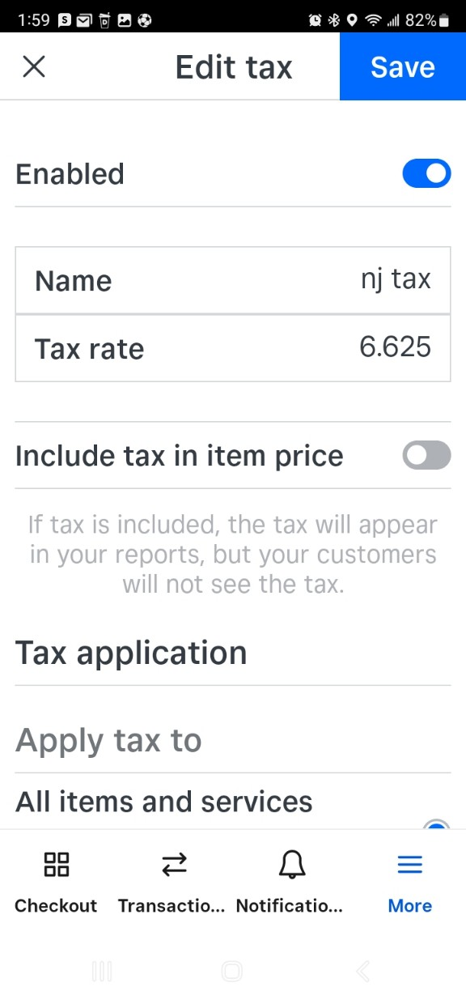 1:59
82%
Edit tax
Save
Enabled
Name
nj tax
Tax rate
6.625
Include tax in item price
If tax is included, the tax will appear
in your reports, but your customers
will not see the tax.
Tax application
Apply tax to
All items and services
Checkout
Transactio...
Notificatio...
More